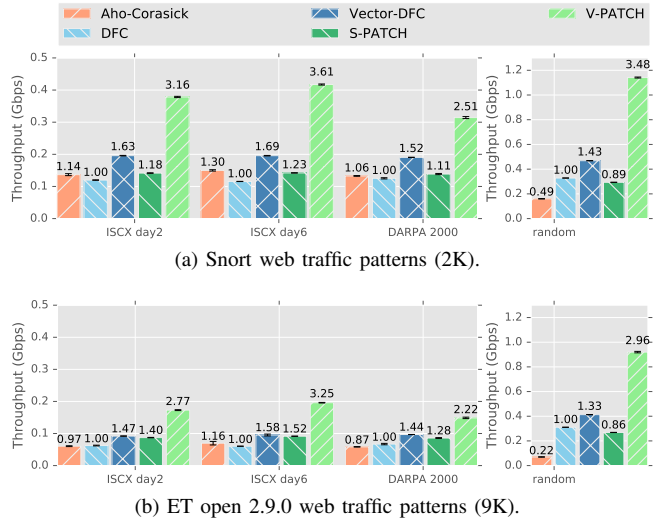 Aho-Corasick Vector-DFC V-PATCH
DFC S-PATCH
Throughput (Gbps)
0.5
0.4
0.3
0.2
0.1
0.0
1.14 1.00 1.63 1.18 3.16
1.30 1.00 1.69 1.23 3.61
1.06 1.00 1.52 1.11 2.51
ISCX day2 ISCX day6 DARPA 2000
Throughput (Gbps)
1.2
1.0
0.8
0.6
0.4
0.2
0.0
0.49 1.00 1.43 0.89 3.48
random
(a) Snort web traffic patterns (2K).
Throughput (Gbps)
0.5
0.4
0.3
0.2
0.1
0.0
0.97 1.00 1.47 1.40 2.77
1.16 1.00 1.58 1.52 3.25
0.87 1.00 1.44 1.28 2.22
ISCX day2 ISCX day6 DARPA 2000
Throughput (Gbps)
1.2
1.0
0.8
0.6
0.4
0.2
0.0
0.22 1.00 1.33 0.86 2.96
random
(b) ET open 2.9.0 web traffic patterns (9K).